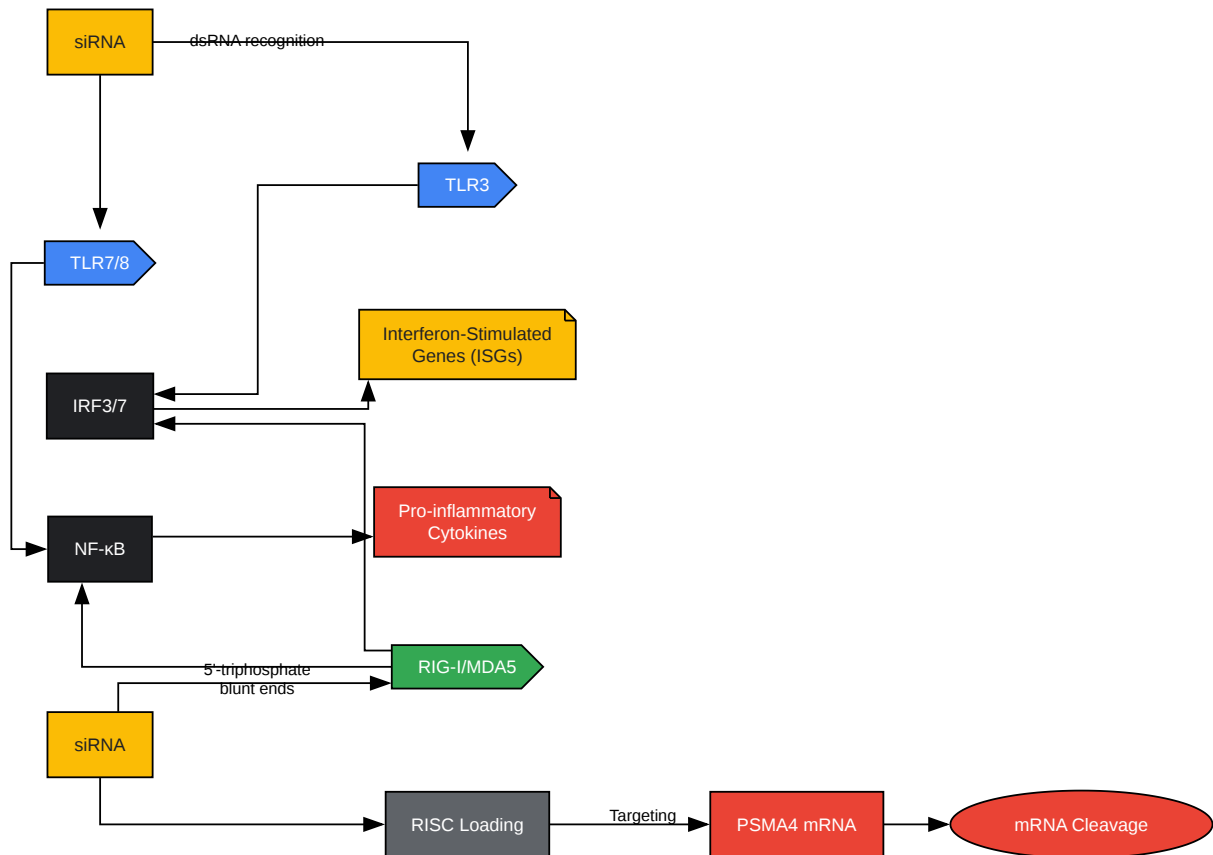 siRNA
dsRNA recognition
TLR3
TLR7/8
Interferon-Stimulated
Genes (ISGs)
IRF3/7
Pro-inflammatory
Cytokines
NF-κB
RIG-I/MDA5
5'-triphosphate
blunt ends
siRNA
RISC Loading
Targeting
PSMA4 mRNA
mRNA Cleavage